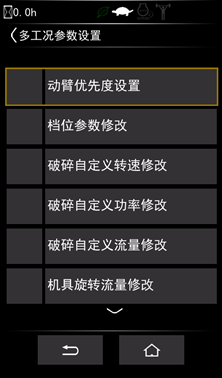 0.0h
多工况参数设置
动臂优先度设置
档位参数修改
破碎自定义转速修改
破碎自定义功率修改
破碎自定义流量修改
机具旋转流量修改